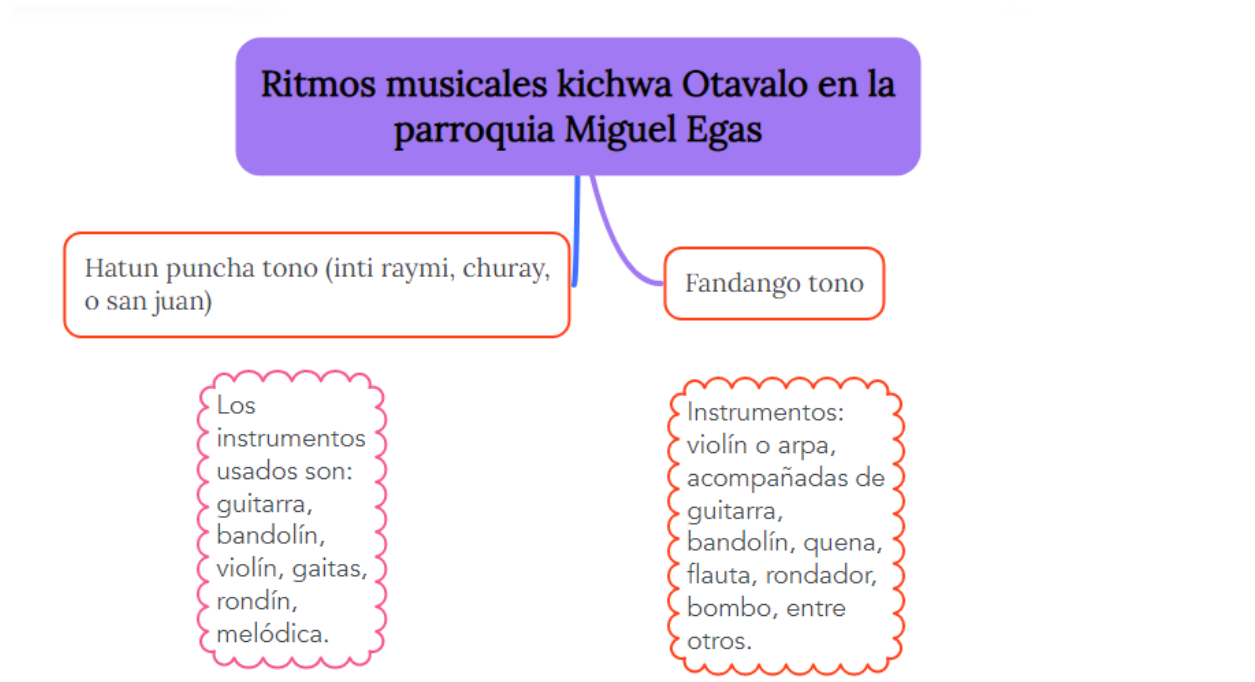 Ritmos musicales kichwa Otavalo en la
parroquia Miguel Egas
Hatun puncha tono (inti raymi, churay,
o san juan)
Fandango tono
Los
instrumentos
usados son:
guitarra,
bandolín,
violín, gaitas,
rondín,
melódica.
Instrumentos:
violín o arpa,
acompañadas de
guitarra,
bandolín, quena,
flauta, rondador,
bombo, entre
otros.